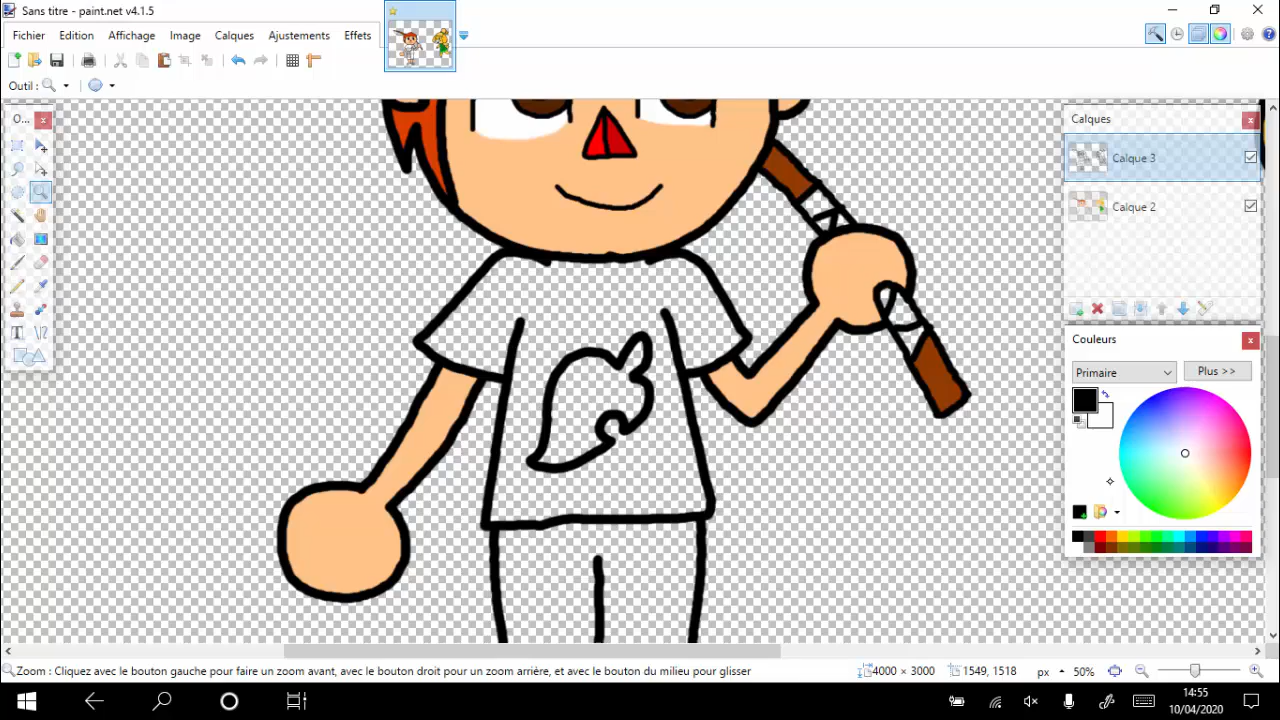 Sans titre - paint.net v4.1.5
Fichier Edition Affichage Image Calques Ajustements Effets
Outil :
O...
Calques
Calque 3
Calque 2
Couleurs
Primaire
Plus >>
Zoom : Cliquez avec le bouton gauche pour faire un zoom avant, avec le bouton droit pour un zoom arrière, et avec le bouton du milieu pour glisser
4000 × 3000
1549, 1518
px
50%
14:55
10/04/2020